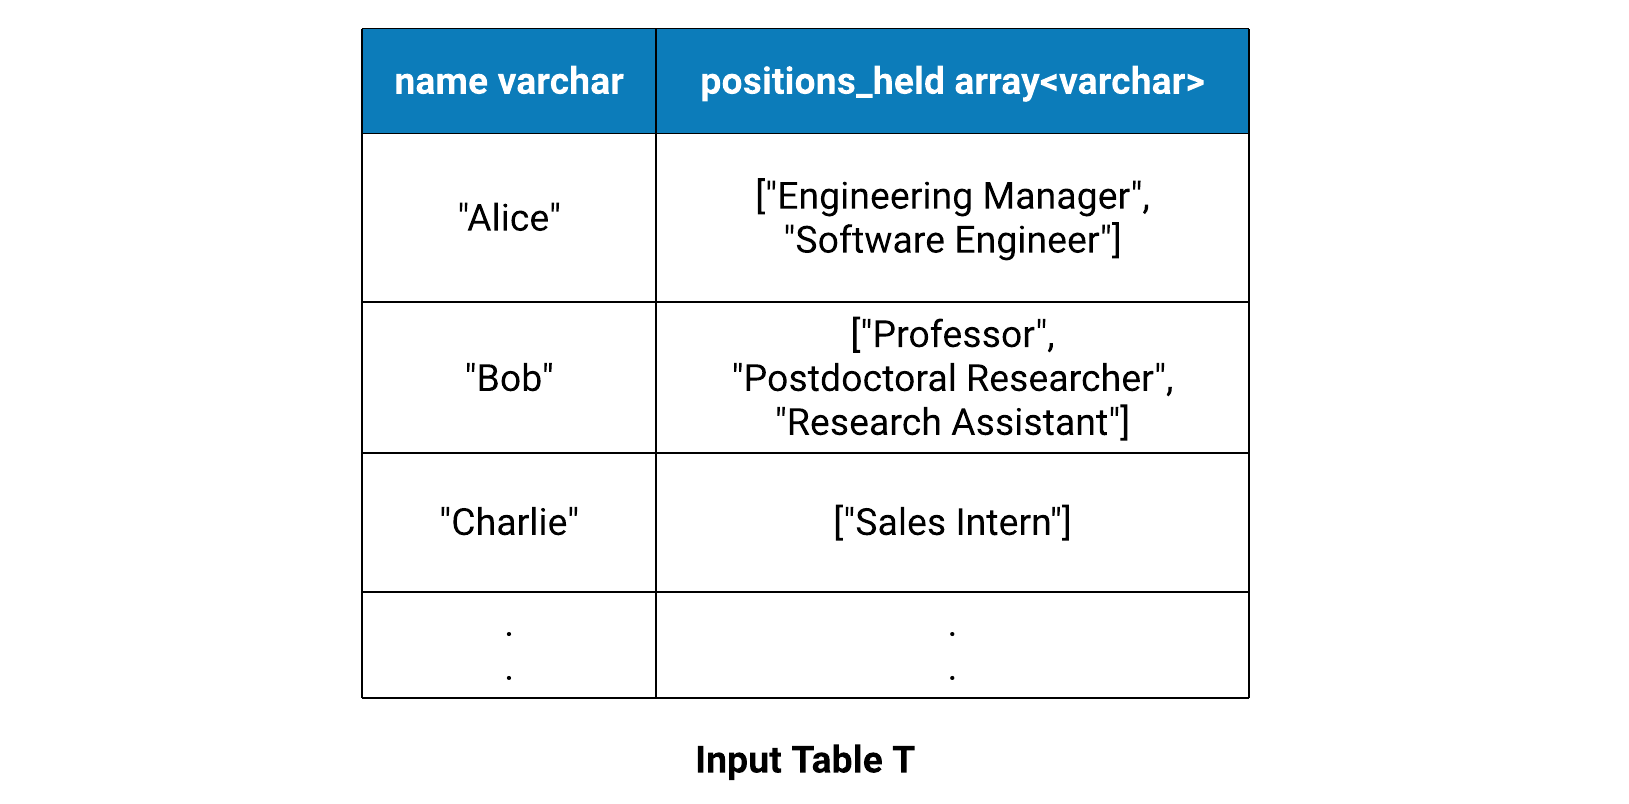 name varchar
positions_held array<varchar>
"Alice"
["Engineering Manager",
"Software Engineer"]
"Bob"
["Professor",
"Postdoctoral Researcher",
"Research Assistant"]
"Charlie"
["Sales Intern"]
.
.
.
.
Input Table T